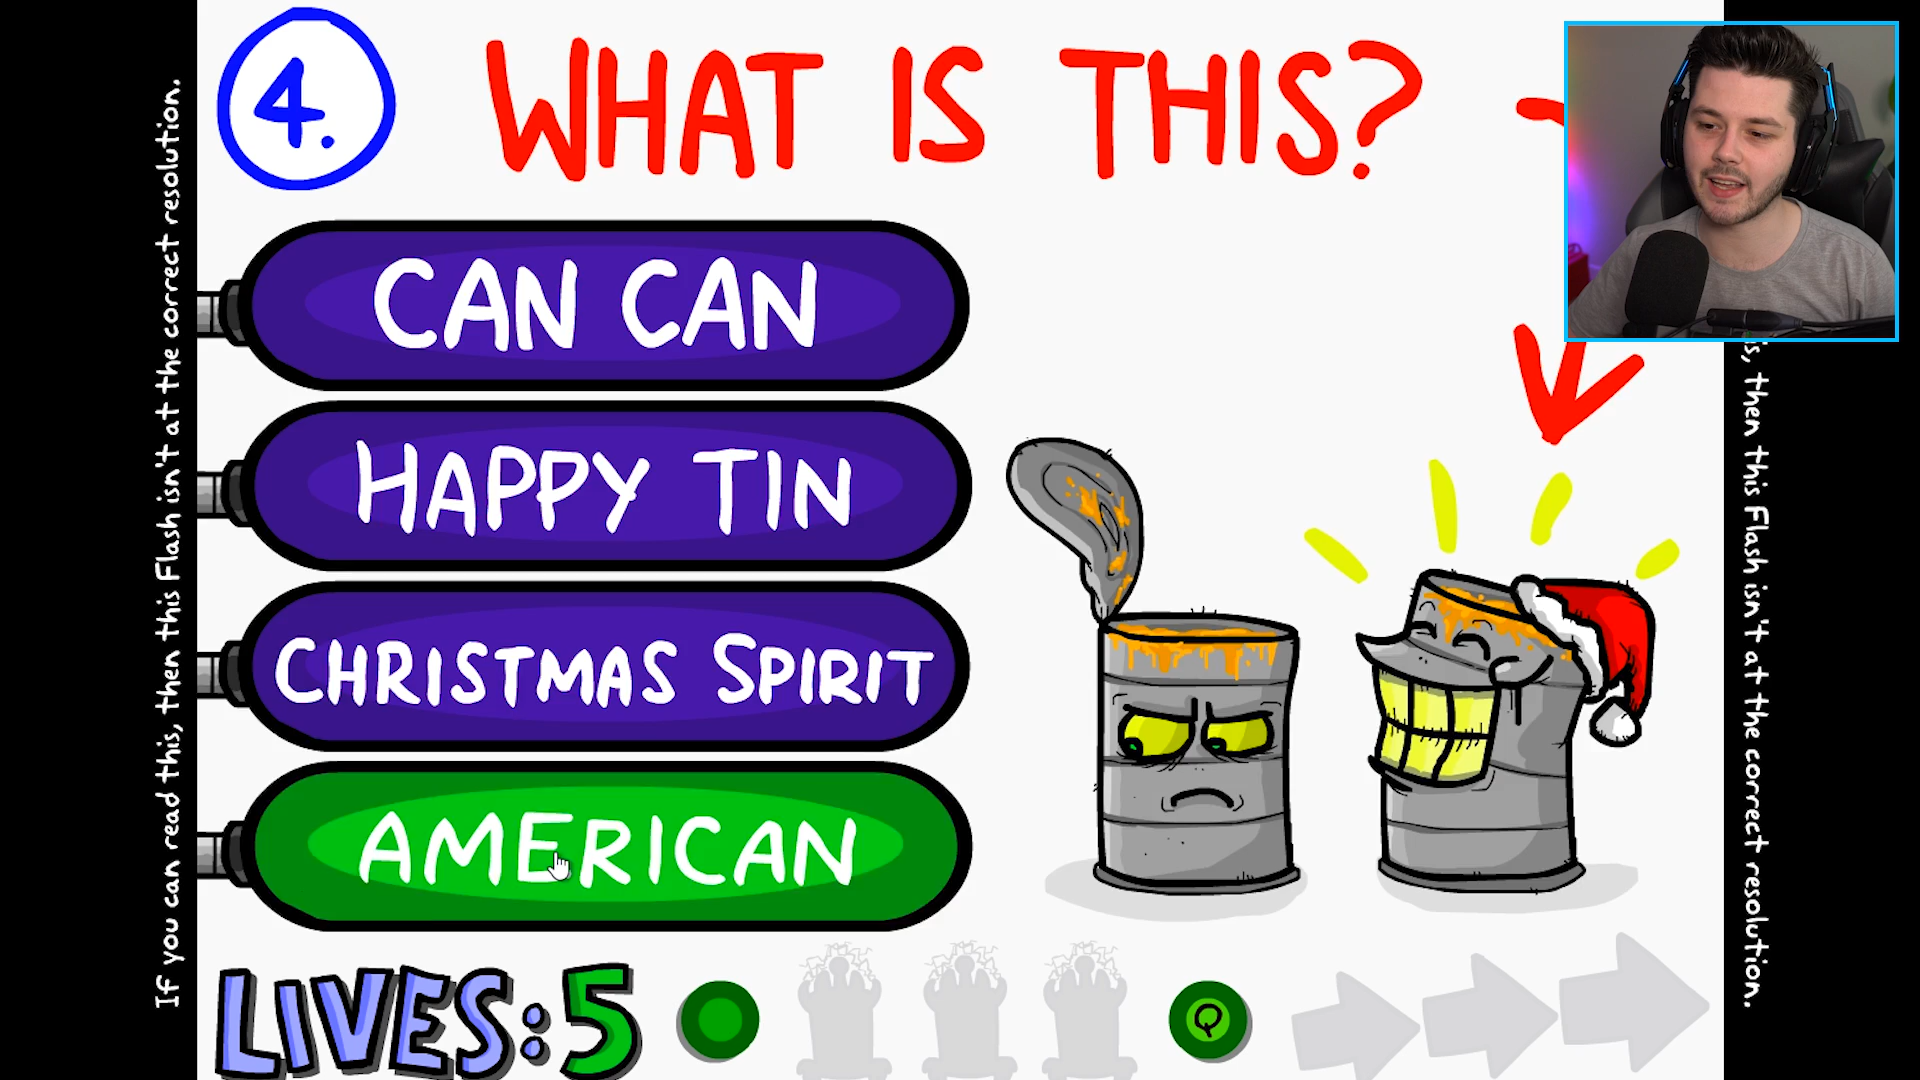 4. WHAT IS THIS?
CAN CAN
HAPPY TIN
CHRISTMAS SPIRIT
AMERICAN
LIVES: 5
Q
If you can read this, then this Flash isn't at the correct resolution.
then this Flash isn't at the correct resolution.